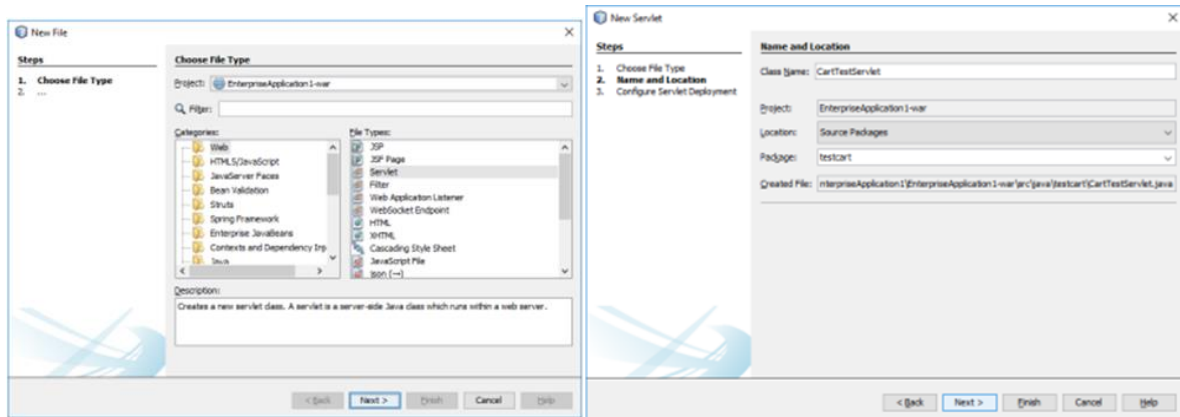 New File
Steps
1. Choose File Type
2. ...
Choose File Type
Project: EnterpriseApplication1-war
Filter:
Categories:
Web
HTML5/JavaScript
JavaServer Faces
Bean Validation
Struts
Spring Framework
Enterprise JavaBeans
Contexts and Dependency Inj
Java
File Types:
JSP
JSF Page
Servlet
Filter
Web Application Listener
WebSocket Endpoint
HTML
XHTML
Cascading Style Sheet
JavaScript File
Description:
Creates a new servlet class. A servlet is a server-side Java class which runs within a web server.
< Back Next > Finish Cancel Help
New Servlet
Steps
1. Choose File Type
2. Name and Location
3. Configure Servlet Deployment
Name and Location
Class Name: CartTestServlet
Project: EnterpriseApplication1-war
Location: Source Packages
Package: testcart
Created File: nterpriseApplication1\EnterpriseApplication1-war\src\java\testcart\CartTestServlet.java
< Back Next > Finish Cancel Help